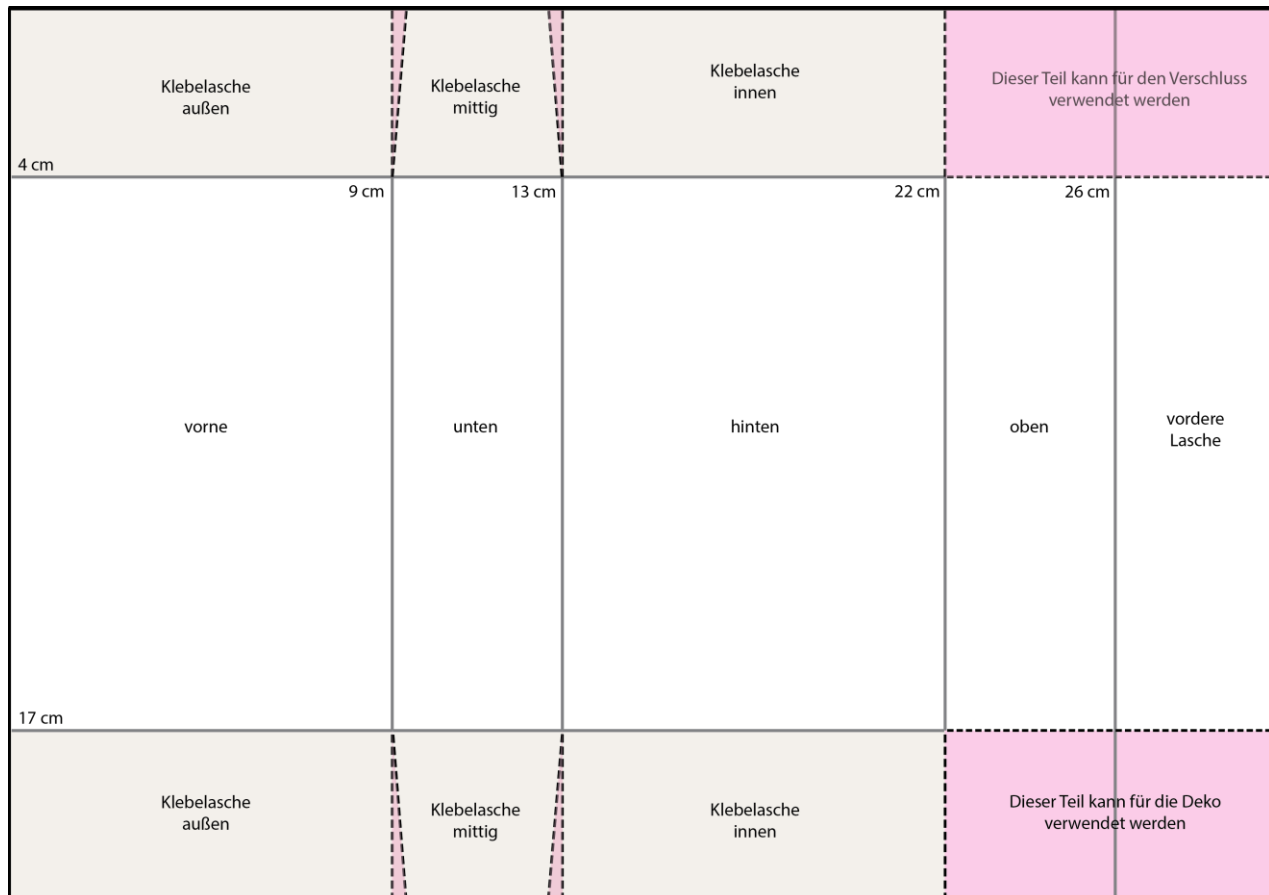 Klebelasche
außen
Klebelasche
mittig
Klebelasche
innen
Dieser Teil kann für den Verschluss
verwendet werden
4 cm
9 cm
13 cm
22 cm
26 cm
vorne
unten
hinten
oben
vordere
Lasche
17 cm
Klebelasche
außen
Klebelasche
mittig
Klebelasche
innen
Dieser Teil kann für die Deko
verwendet werden